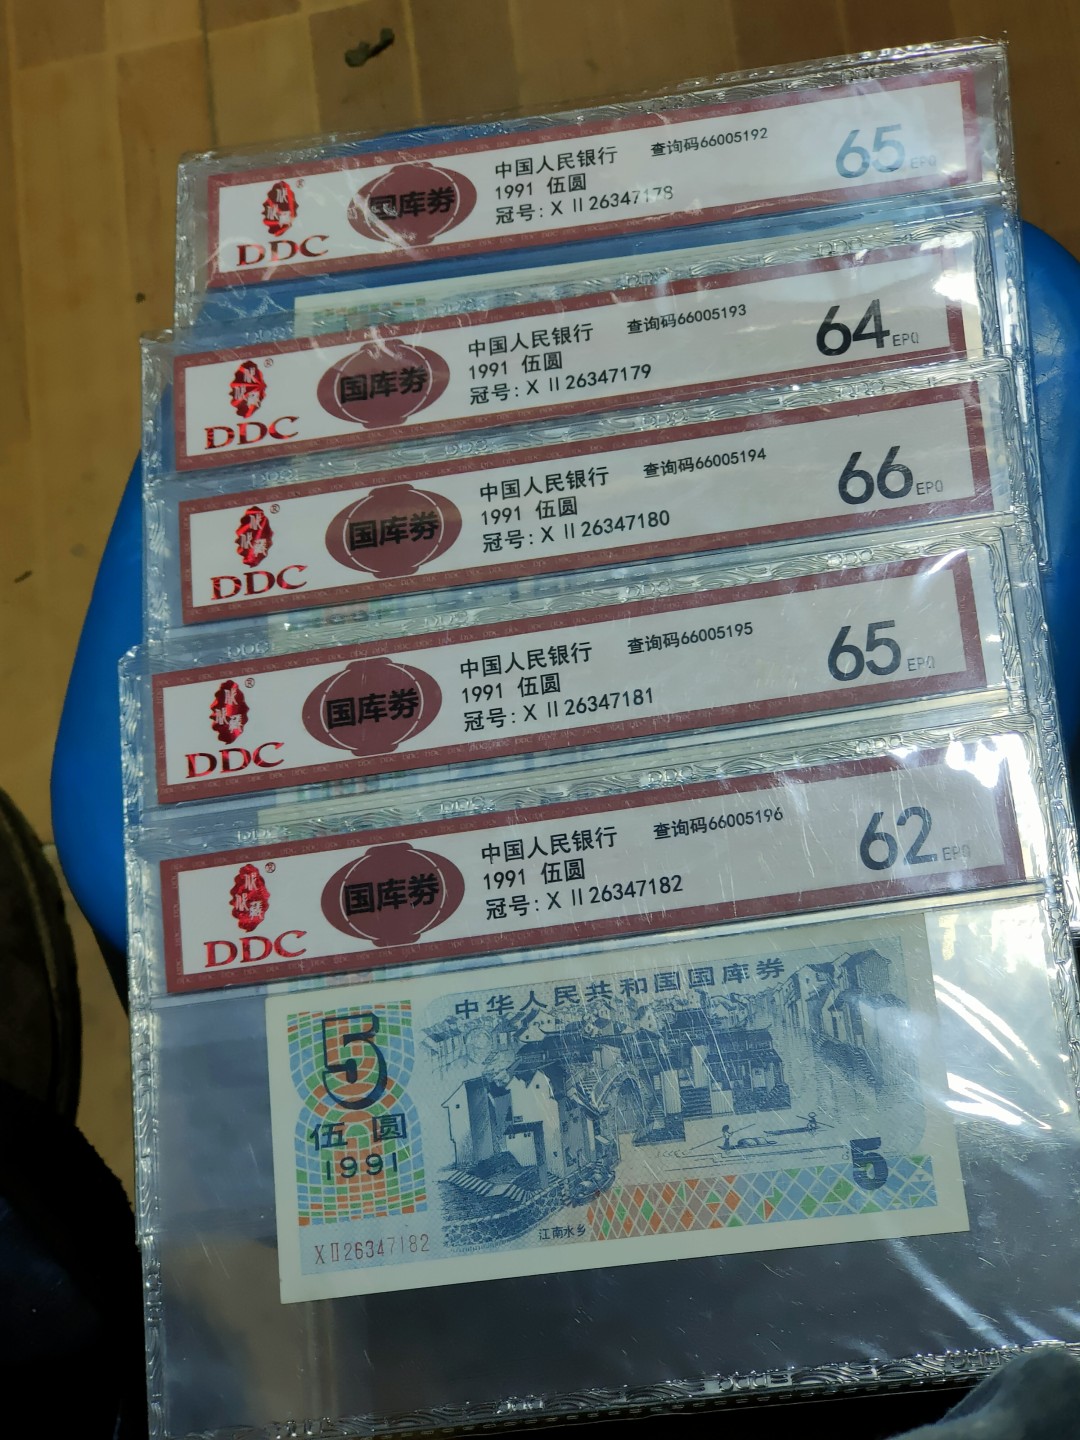 查询码66005192
中国人民银行
国库券
1991 伍圆
65 EPQ
冠号: X II 26347178
DDC
查询码66005193
中国人民银行
国库券
1991 伍圆
64 EPQ
冠号: X II 26347179
DDC
查询码66005194
中国人民银行
国库券
1991 伍圆
66 EPQ
冠号: X II 26347180
DDC
查询码66005195
中国人民银行
国库券
1991 伍圆
65 EPQ
冠号: X II 26347181
DDC
查询码66005196
中国人民银行
国库券
1991 伍圆
62 EPQ
冠号: X II 26347182
DDC
中华人民共和国国库券
5
伍圆
1991
5
江南水乡
X II 26347182